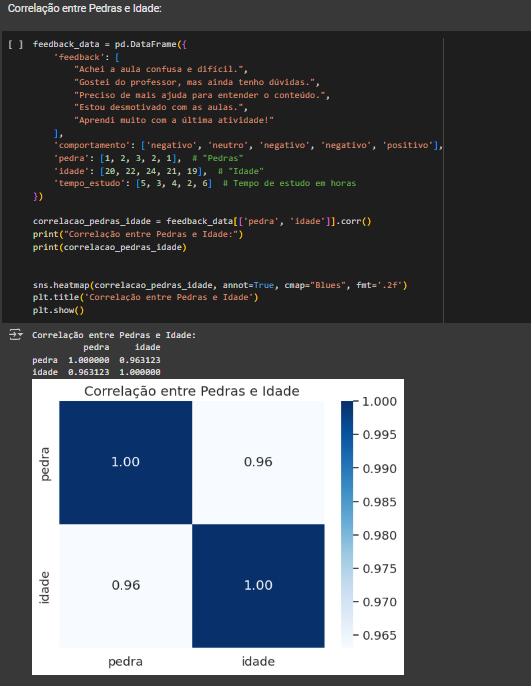 Correlação entre Pedras e Idade:
[ ] feedback_data = pd.DataFrame({
'feedback': [
"Achei a aula confusa e difícil.",
"Gostei do professor, mas ainda tenho dúvidas.",
"Preciso de mais ajuda para entender o conteúdo.",
"Estou desmotivado com as aulas.",
"Aprendi muito com a última atividade!"
],
'comportamento': ['negativo', 'neutro', 'negativo', 'negativo', 'positivo'],
'pedra': [1, 2, 3, 2, 1],  # "Pedras"
'idade': [20, 22, 24, 21, 19],  # "Idade"
'tempo_estudo': [5, 3, 4, 2, 6]  # Tempo de estudo em horas
})
correlacao_pedras_idade = feedback_data[['pedra', 'idade']].corr()
print("Correlação entre Pedras e Idade:")
print(correlacao_pedras_idade)
sns.heatmap(correlacao_pedras_idade, annot=True, cmap="Blues", fmt='.2f')
plt.title('Correlação entre Pedras e Idade')
plt.show()
Correlação entre Pedras e Idade:
pedra idade
pedra 1.000000 0.963123
idade 0.963123 1.000000
Correlação entre Pedras e Idade
1.000
0.995
0.990
0.985
0.980
0.975
0.970
0.965
pedra
1.00 0.96
idade
0.96 1.00
pedra idade